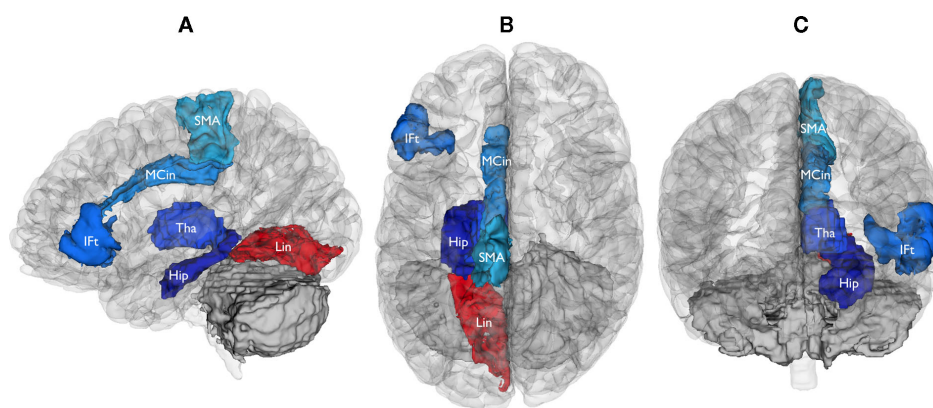 A
B
C
SMA
MCin
IFt
Tha
Lin
Hip
IFt
MCin
Hip
SMA
Lin
SMA
MCin
Tha
IFt
Hip